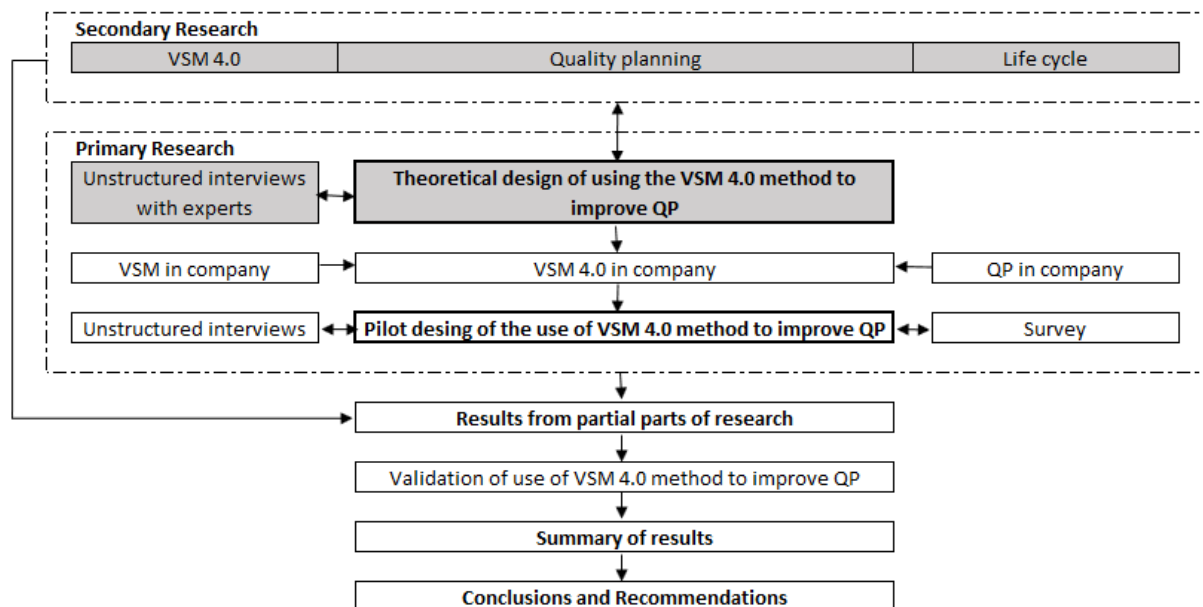 Secondary Research
VSM 4.0
Quality planning
Life cycle
Primary Research
Unstructured interviews
with experts
Theoretical design of using the VSM 4.0 method to
improve QP
VSM in company
VSM 4.0 in company
QP in company
Unstructured interviews
Pilot desing of the use of VSM 4.0 method to improve QP
Survey
Results from partial parts of research
Validation of use of VSM 4.0 method to improve QP
Summary of results
Conclusions and Recommendations